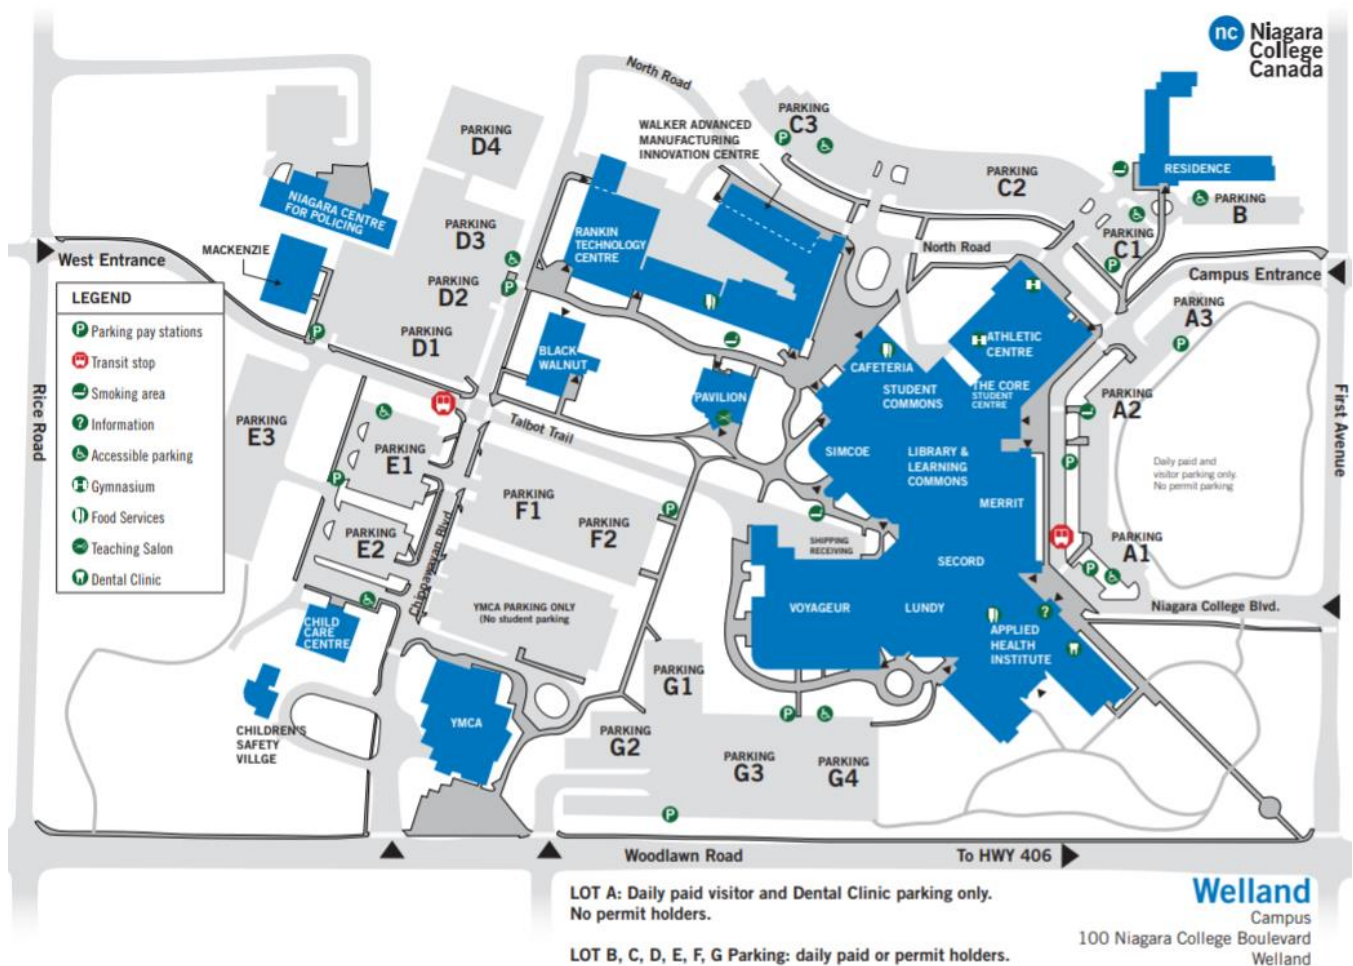 nc Niagara
College
Canada
North Road
PARKING
C3
WALKER ADVANCED
MANUFACTURING
INNOVATION CENTRE
PARKING
D4
PARKING
C2
RESIDENCE
PARKING
B
NIAGARA CENTRE
FOR POLICING
PARKING
D3
RANKIN
TECHNOLOGY
CENTRE
PARKING
C1
North Road
MACKENZIE
West Entrance
Campus Entrance
PARKING
D2
PARKING
A3
LEGEND
Parking pay stations
Transit stop
Smoking area
Information
Accessible parking
Gymnasium
Food Services
Teaching Salon
Dental Clinic
PARKING
D1
BLACK
WALNUT
ATHLETIC
CENTRE
CAFETERIA
STUDENT
COMMONS
THE CORE
STUDENT
CENTRE
PAVILION
PARKING
A2
Rice Road
First Avenue
PARKING
E3
Talbot Trail
PARKING
E1
SIMCOE
LIBRARY &
LEARNING
COMMONS
MERRIT
Daily paid and
visitor parking only.
No permit parking
PARKING
F1
PARKING
F2
PARKING
E2
Chippawavan Blvd.
SHIPPING
RECEIVING
PARKING
A1
SECOND
VOYAGEUR
LUNDY
Niagara College Blvd.
YMCA PARKING ONLY
(No student parking
CHILD
CARE
CENTRE
APPLIED
HEALTH
INSTITUTE
PARKING
G1
YMCA
CHILDREN'S
SAFETY
VILLGE
PARKING
G2
PARKING
G3
PARKING
G4
Woodlawn Road
To HWY 406
LOT A: Daily paid visitor and Dental Clinic parking only.
No permit holders.
LOT B, C, D, E, F, G Parking: daily paid or permit holders.
Welland
Campus
100 Niagara College Boulevard
Welland